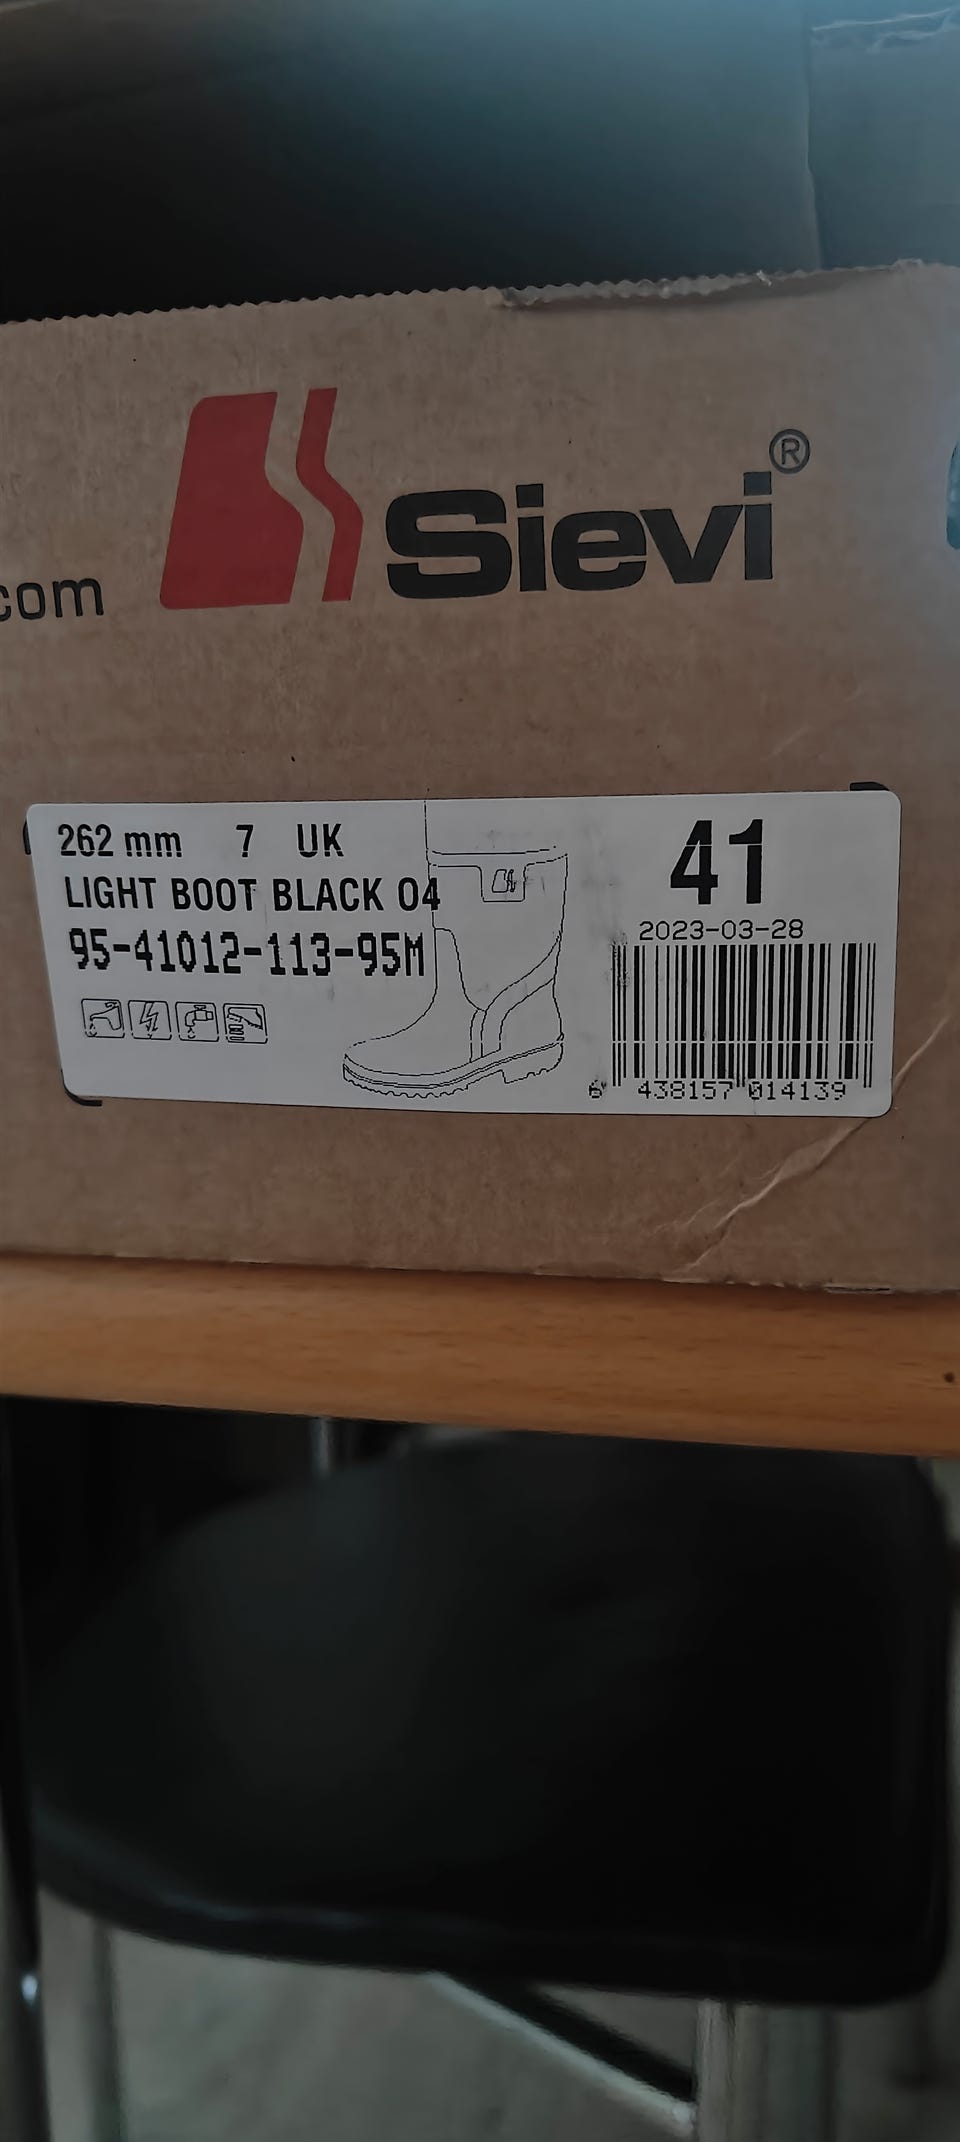 Sievi®
com
262 mm 7 UK
LIGHT BOOT BLACK 04
95-41012-113-95M
41
2023-03-28
6 438157 014139